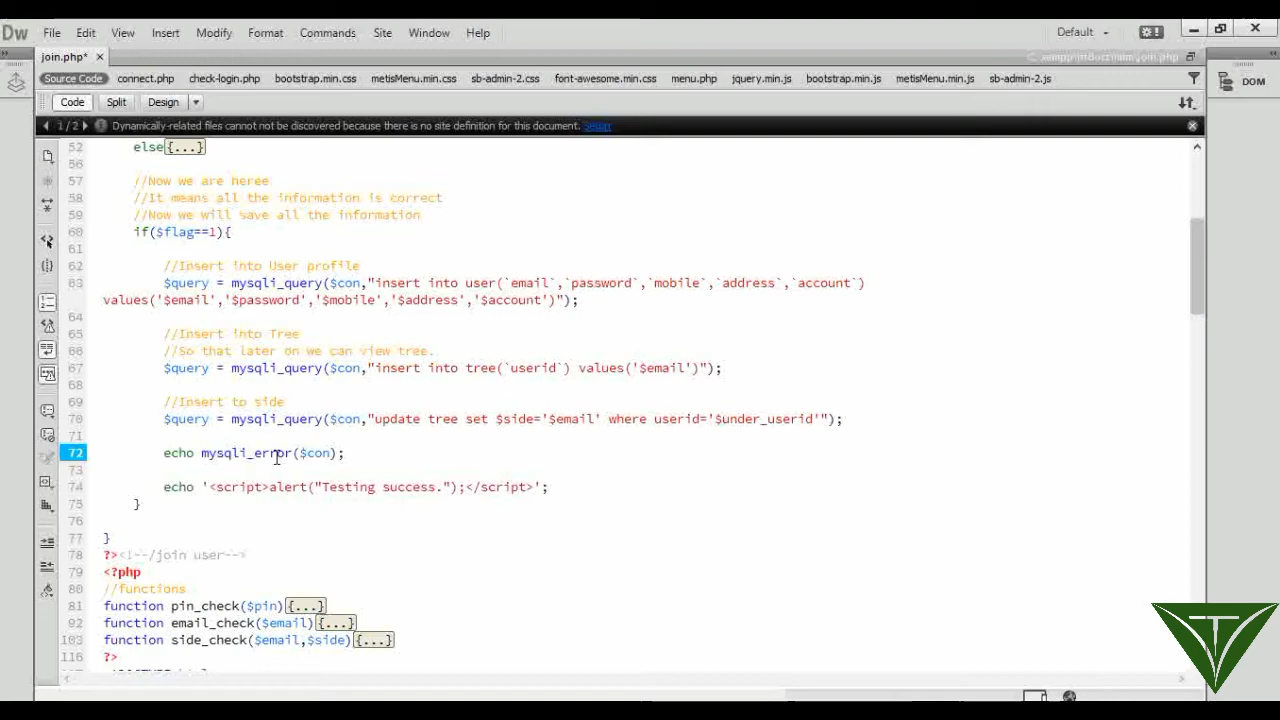 Dw File Edit View Insert Modify Format Commands Site Window Help Default
join.php*
Source Code connect.php check-login.php bootstrap.min.css metisMenu.min.css sb-admin-2.css font-awesome.min.css menu.php jquery.min.js bootstrap.min.js metisMenu.min.js sb-admin-2.js
Code Split Design DOM
1/2 Dynamically-related files cannot not be discovered because there is no site definition for this document. Setup
52 else{...}
56
57 //Now we are heree
58 //It means all the information is correct
59 //Now we will save all the information
60 if($flag==1){
61
62 //Insert into User profile
63 $query = mysqli_query($con,"insert into user(`email`,`password`,`mobile`,`address`,`account`)
values('$email','$password','$mobile','$address','$account')");
64
65 //Insert into Tree
66 //So that later on we can view tree.
67 $query = mysqli_query($con,"insert into tree(`userid`) values('$email')");
68
69 //Insert to side
70 $query = mysqli_query($con,"update tree set $side='$email' where userid='$under_userid'");
71
72 echo mysqli_error($con);
73
74 echo '<script>alert("Testing success.");</script>';
75 }
76
77 }
78 ?><!--/join user-->
79 <?php
80 //functions
81 function pin_check($pin){...}
92 function email_check($email){...}
103 function side_check($email,$side){...}
116 ?>